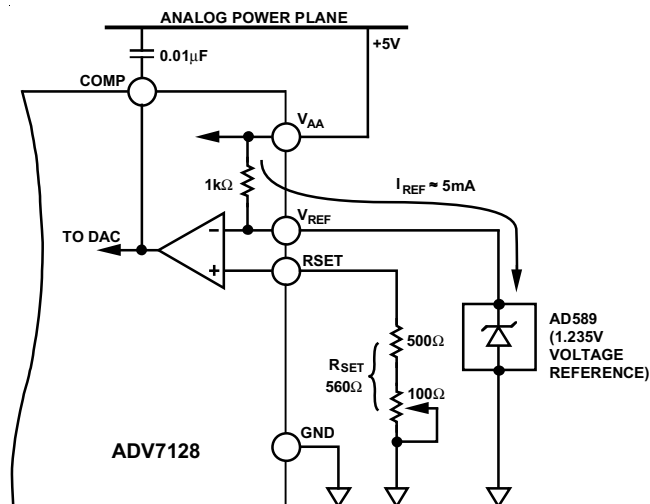 ANALOG POWER PLANE
+5V
0.01μF
COMP
VAA
1kΩ
IREF ≈ 5mA
VREF
TO DAC
–
+
RSET
500Ω
RSET
560Ω
100Ω
AD589
(1.235V
VOLTAGE
REFERENCE)
GND
ADV7128